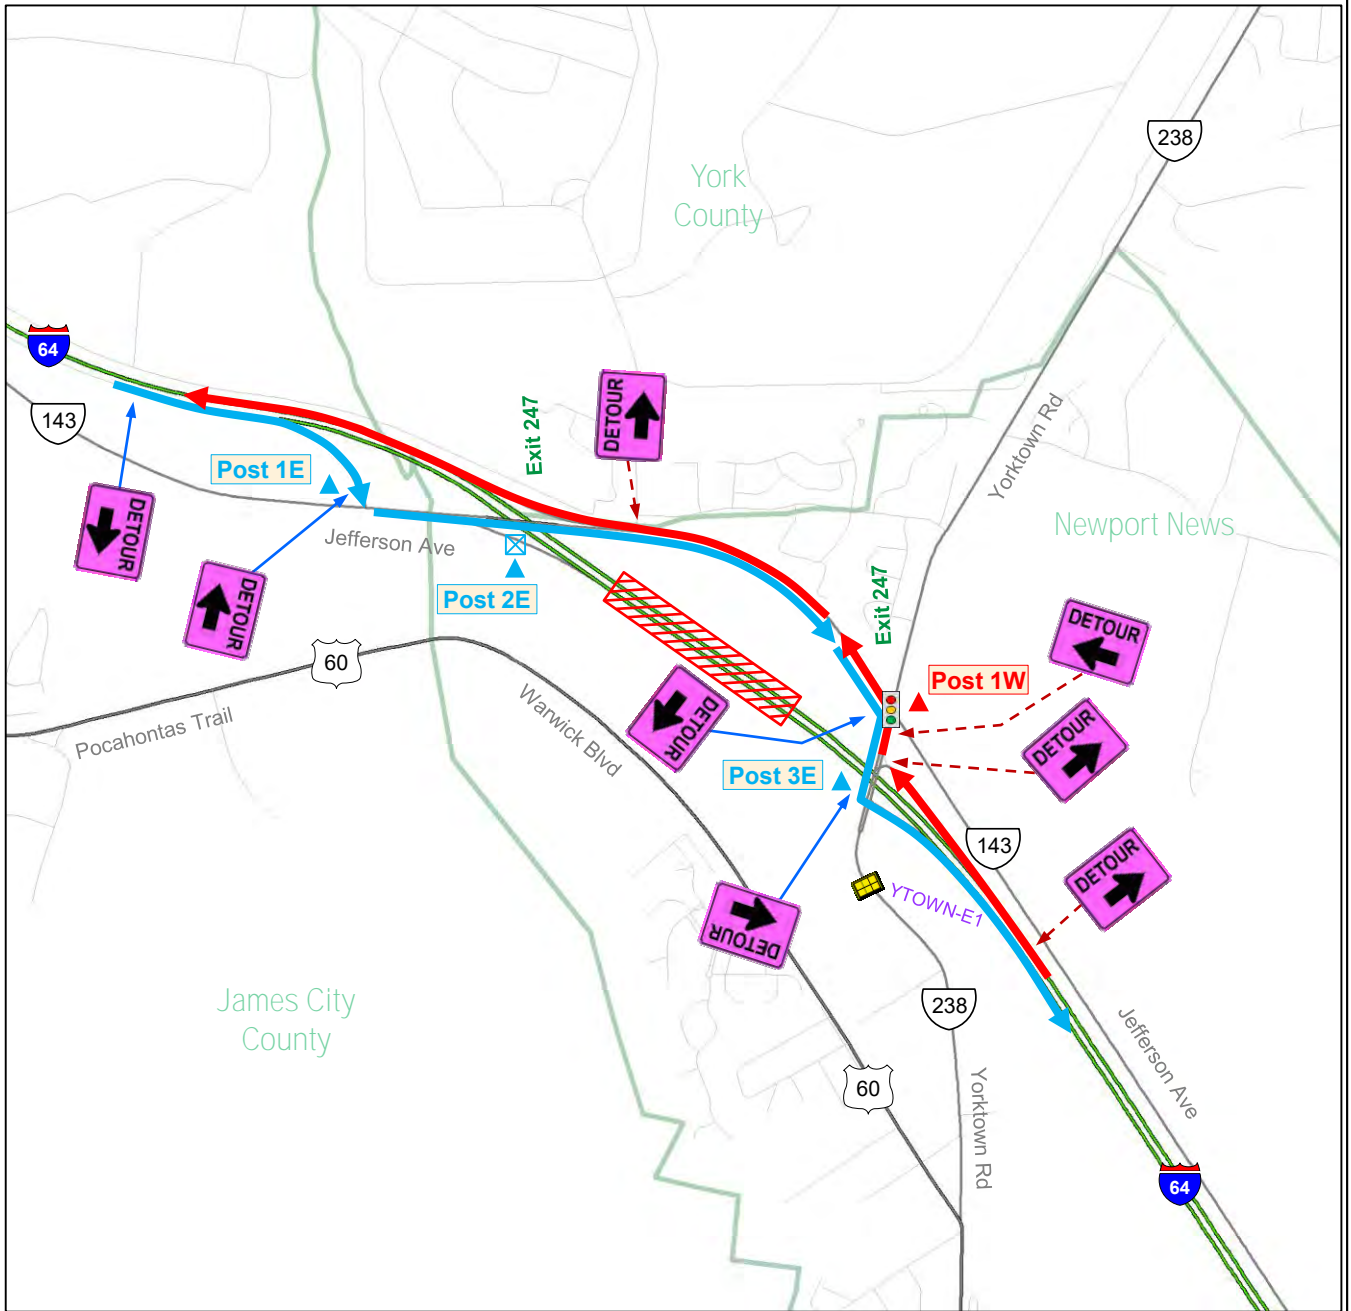 238
York
County
64
143
Exit 247
DETOUR
Yorktown Rd
Post 1E
DETOUR
Newport News
Jefferson Ave
DETOUR
Post 2E
Exit 247
DETOUR
60
Post 1W
Pocahontas Trail
Warwick Blvd
DETOUR
DETOUR
Post 3E
143
DETOUR
YTOWN-E1
DETOUR
James City
County
238
Jefferson Ave
60
Yorktown Rd
64